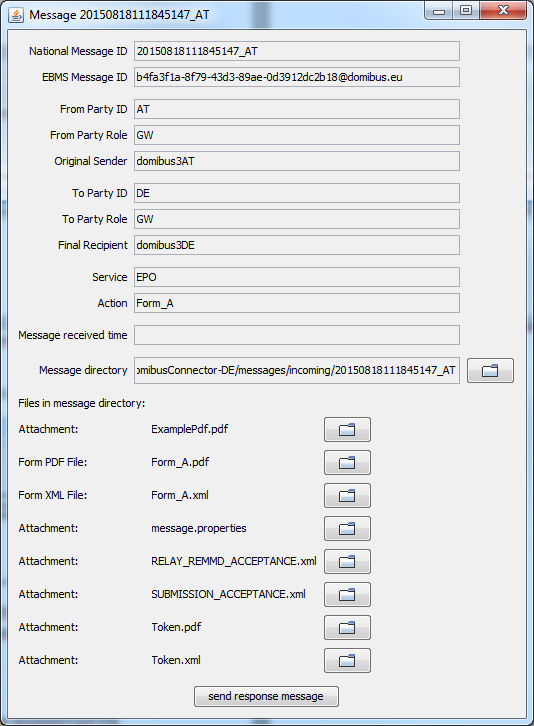 Message 20150818111845147_AT
National Message ID 20150818111845147_AT
EBMS Message ID b4fa3f1a-8f79-43d3-89ae-0d3912dc2b18@domibus.eu
From Party ID AT
From Party Role GW
Original Sender domibus3AT
To Party ID DE
To Party Role GW
Final Recipient domibus3DE
Service EPO
Action Form_A
Message received time
Message directory omibusConnector-DE/messages/incoming/20150818111845147_AT
Files in message directory:
Attachment: ExamplePdf.pdf
Form PDF File: Form_A.pdf
Form XML File: Form_A.xml
Attachment: message.properties
Attachment: RELAY_REMMD_ACCEPTANCE.xml
Attachment: SUBMISSION_ACCEPTANCE.xml
Attachment: Token.pdf
Attachment: Token.xml
send response message